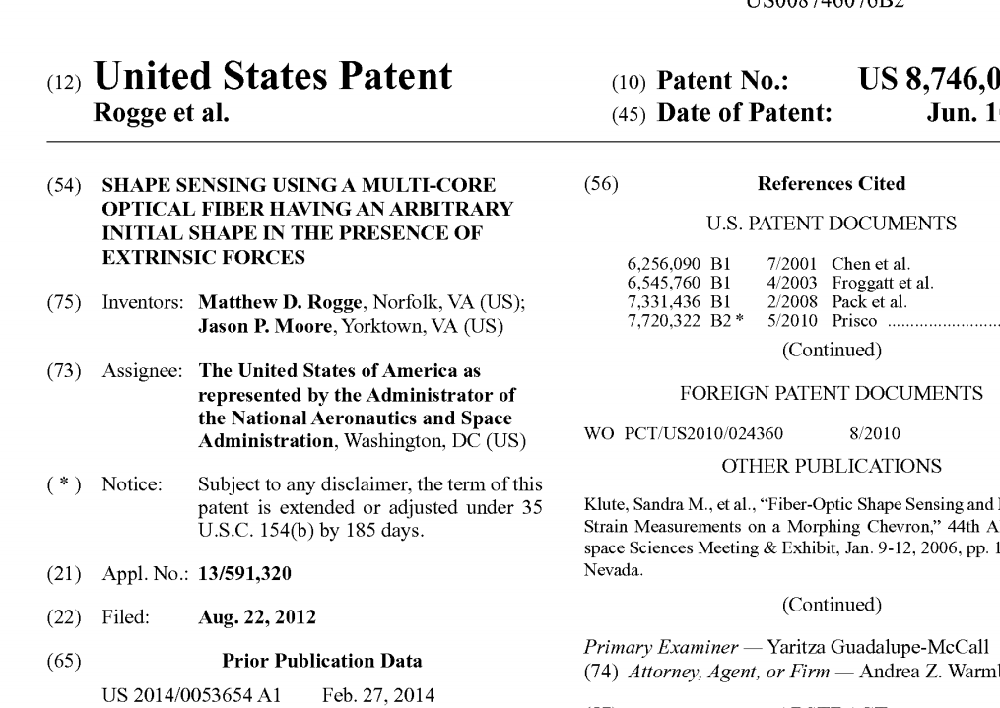 US008746076B2
(12) United States Patent
Rogge et al.
(10) Patent No.: US 8,746,0
(45) Date of Patent: Jun. 1
(54) SHAPE SENSING USING A MULTI-CORE
OPTICAL FIBER HAVING AN ARBITRARY
INITIAL SHAPE IN THE PRESENCE OF
EXTRINSIC FORCES
(75) Inventors: Matthew D. Rogge, Norfolk, VA (US);
Jason P. Moore, Yorktown, VA (US)
(73) Assignee: The United States of America as
represented by the Administrator of
the National Aeronautics and Space
Administration, Washington, DC (US)
( * ) Notice: Subject to any disclaimer, the term of this
patent is extended or adjusted under 35
U.S.C. 154(b) by 185 days.
(21) Appl. No.: 13/591,320
(22) Filed: Aug. 22, 2012
(65) Prior Publication Data
US 2014/0053654 A1 Feb. 27, 2014
(56) References Cited
U.S. PATENT DOCUMENTS
6,256,090 B1 7/2001 Chen et al.
6,545,760 B1 4/2003 Froggatt et al.
7,331,436 B1 2/2008 Pack et al.
7,720,322 B2 * 5/2010 Prisco .........................
(Continued)
FOREIGN PATENT DOCUMENTS
WO PCT/US2010/024360 8/2010
OTHER PUBLICATIONS
Klute, Sandra M., et al., “Fiber-Optic Shape Sensing and
Strain Measurements on a Morphing Chevron,” 44th A
space Sciences Meeting & Exhibit, Jan. 9-12, 2006, pp. 1
Nevada.
(Continued)
Primary Examiner — Yaritza Guadalupe-McCall
(74) Attorney, Agent, or Firm — Andrea Z. Warmb